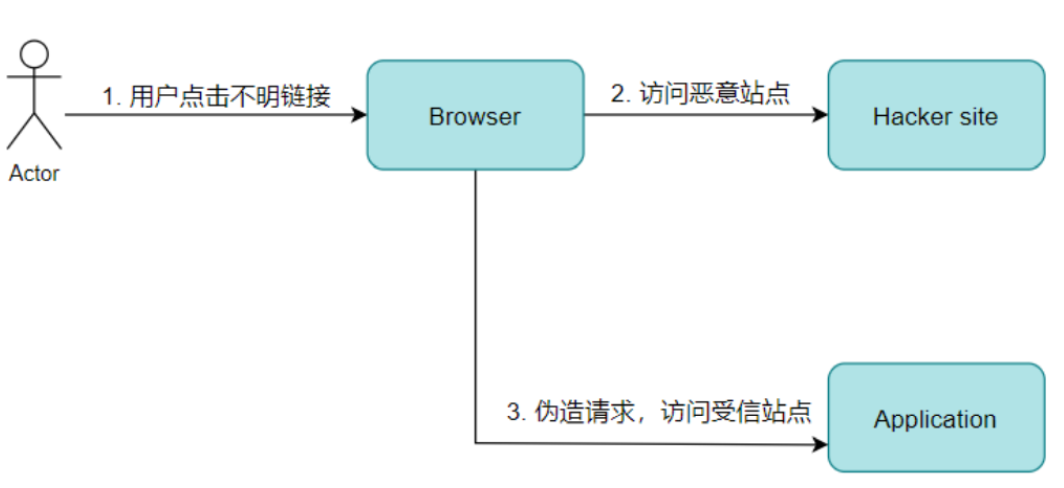 1. 用户点击不明链接
2. 访问恶意站点
Browser
Hacker site
Actor
3. 伪造请求，访问受信站点
Application